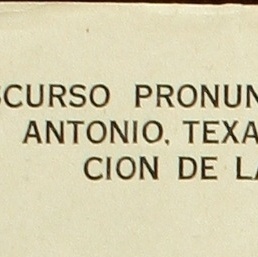 SCURSO PRONUN
ANTONIO, TEXA
CION DE LA